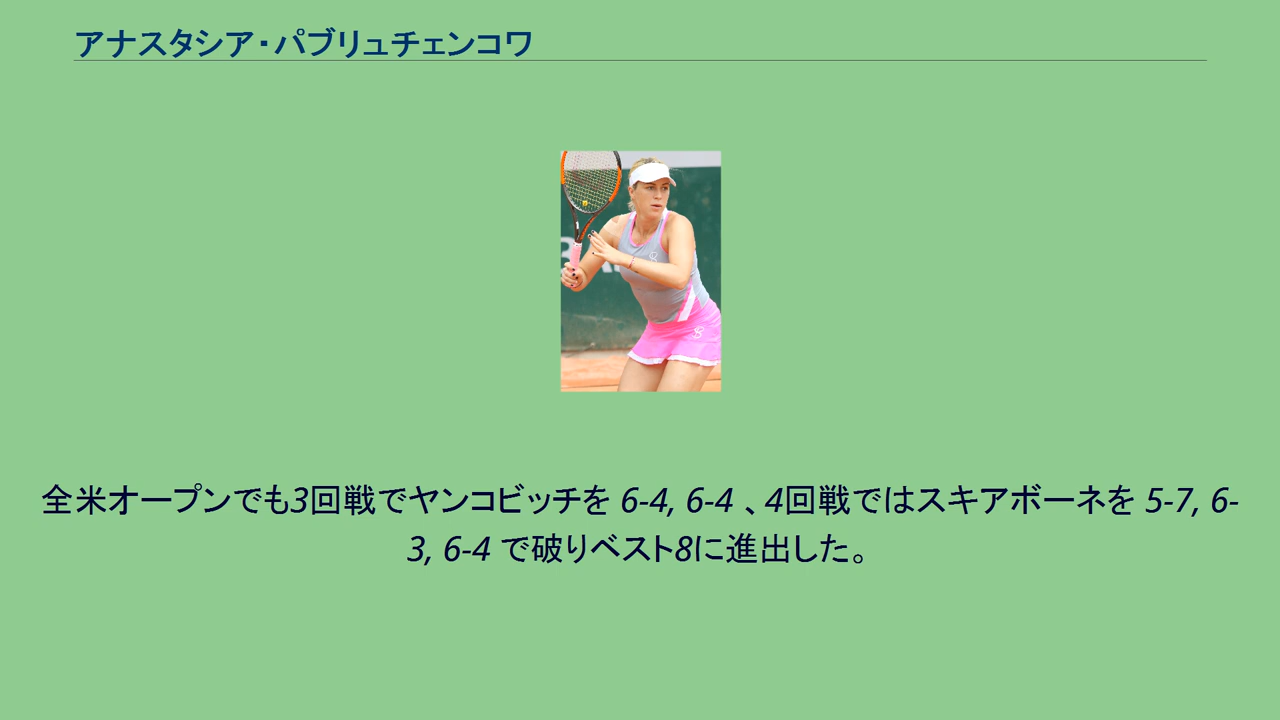 アナスタシア・パブリュチェンコワ
全米オープンでも3回戦でヤンコビッチを 6-4, 6-4 、4回戦ではスキアボーネを 5-7, 6-
3, 6-4 で破りベスト8に進出した。